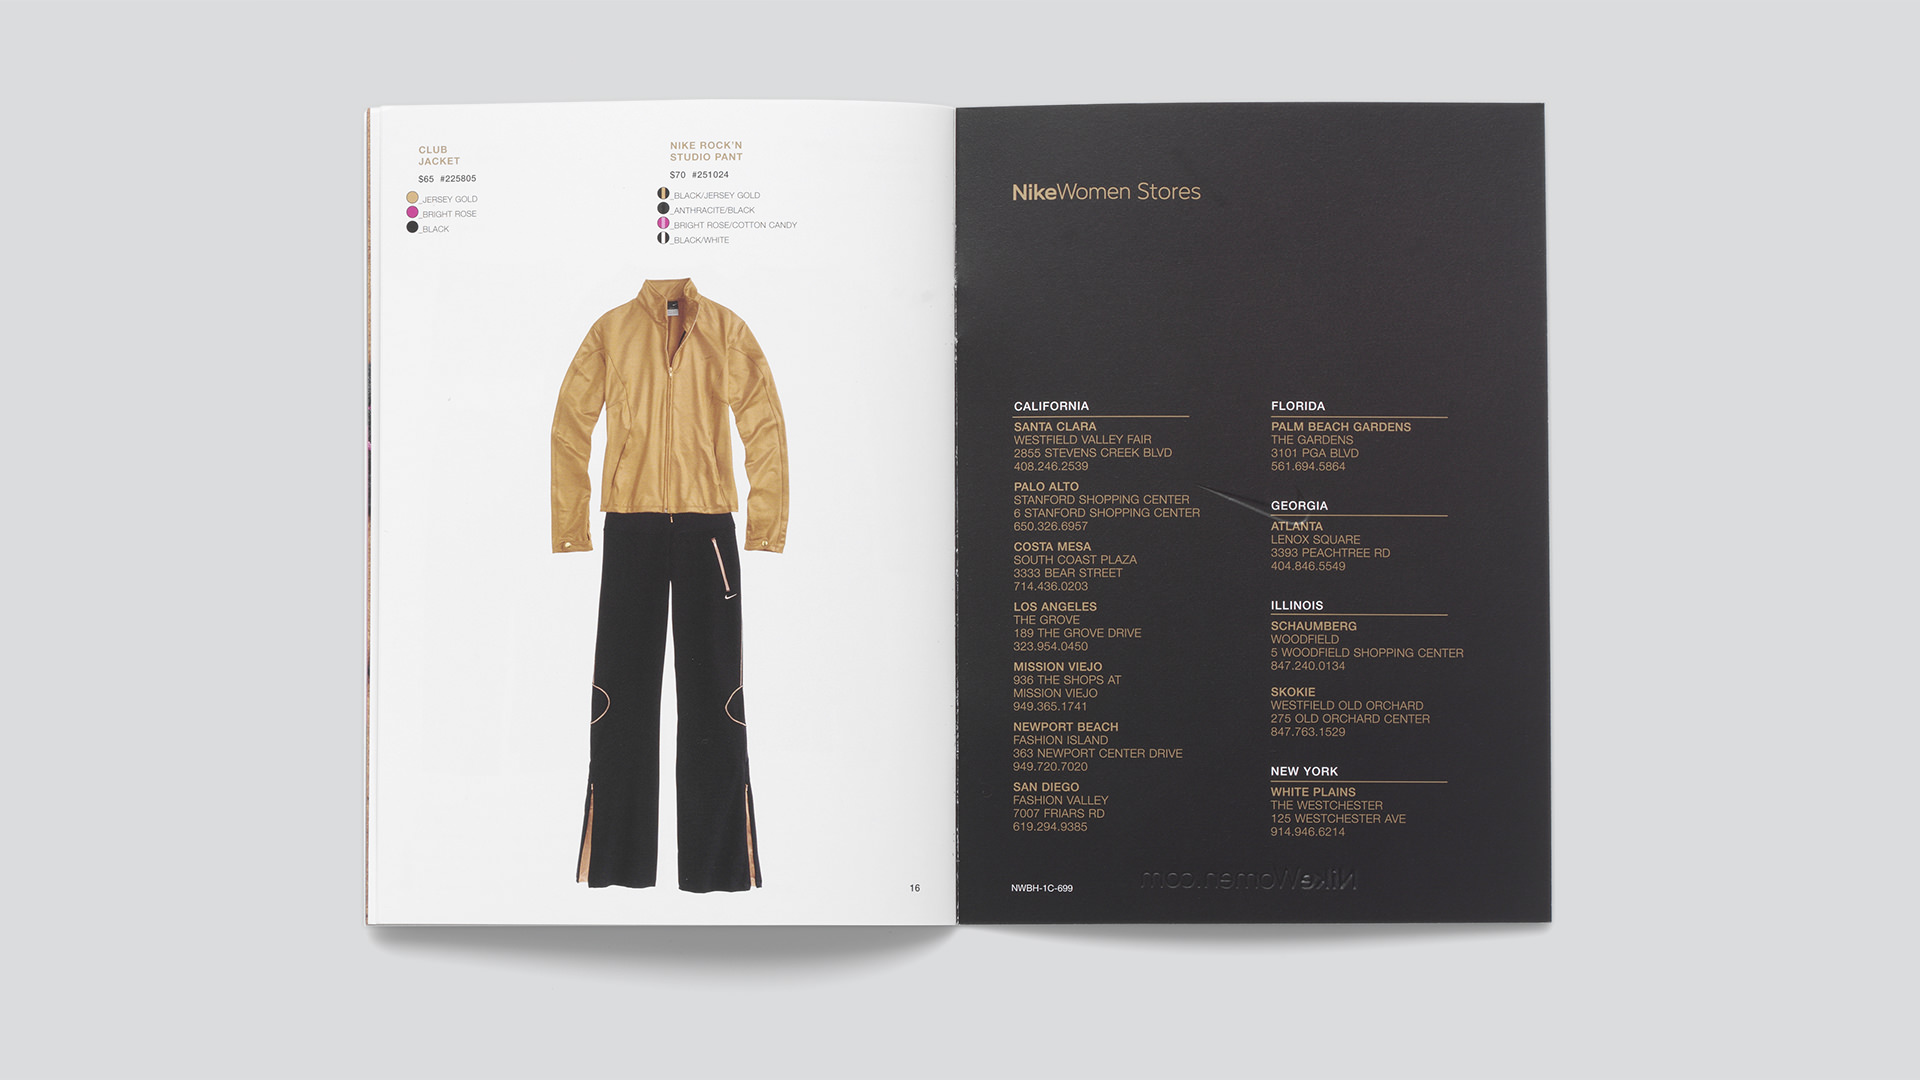 CLUB
JACKET
$65 #225805
_JERSEY GOLD
_BRIGHT ROSE
_BLACK
NIKE ROCK'N
STUDIO PANT
$70 #251024
_BLACK/JERSEY GOLD
_ANTHRACITE/BLACK
_BRIGHT ROSE/COTTON CANDY
_BLACK/WHITE
16
NikeWomen Stores
CALIFORNIA
SANTA CLARA
WESTFIELD VALLEY FAIR
2855 STEVENS CREEK BLVD
408.246.2539
PALO ALTO
STANFORD SHOPPING CENTER
6 STANFORD SHOPPING CENTER
650.326.6957
COSTA MESA
SOUTH COAST PLAZA
3333 BEAR STREET
714.436.0203
LOS ANGELES
THE GROVE
189 THE GROVE DRIVE
323.954.0450
MISSION VIEJO
936 THE SHOPS AT
MISSION VIEJO
949.365.1741
NEWPORT BEACH
FASHION ISLAND
363 NEWPORT CENTER DRIVE
949.720.7020
SAN DIEGO
FASHION VALLEY
7007 FRIARS RD
619.294.9385
FLORIDA
PALM BEACH GARDENS
THE GARDENS
3101 PGA BLVD
561.694.5864
GEORGIA
ATLANTA
LENOX SQUARE
3393 PEACHTREE RD
404.846.5549
ILLINOIS
SCHAUMBERG
WOODFIELD
5 WOODFIELD SHOPPING CENTER
847.240.0134
SKOKIE
WESTFIELD OLD ORCHARD
275 OLD ORCHARD CENTER
847.763.1529
NEW YORK
WHITE PLAINS
THE WESTCHESTER
125 WESTCHESTER AVE
914.946.6214
NWBH-1C-699
NikeWomen.com